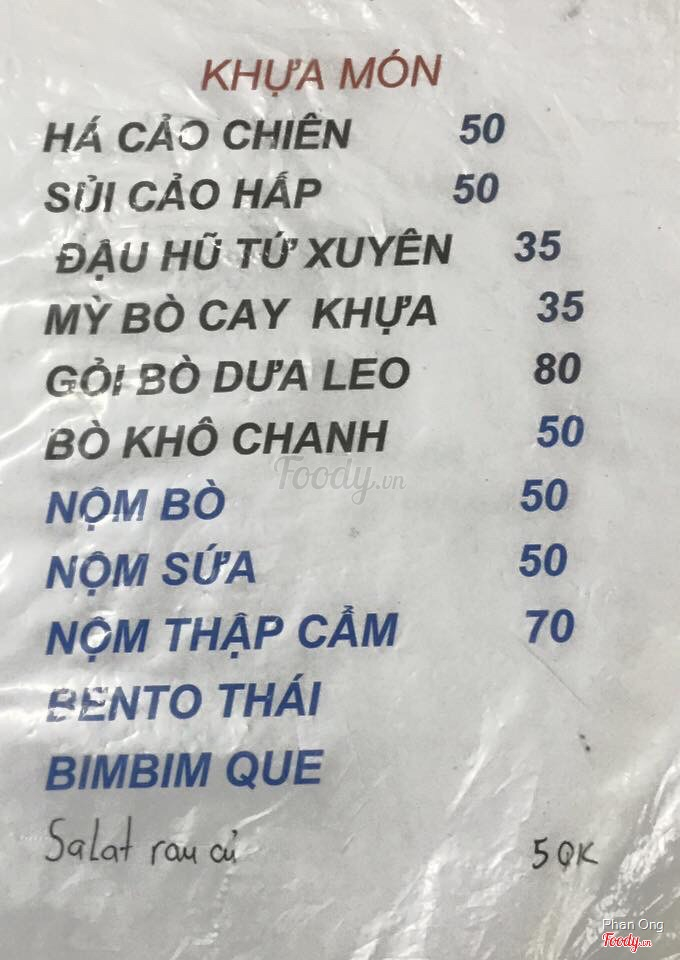 KHỰA MÓN
HÁ CẢO CHIÊN 50
SỦI CẢO HẤP 50
ĐẬU HŨ TỨ XUYÊN 35
MỲ BÒ CAY KHỰA 35
GỎI BÒ DƯA LEO 80
BÒ KHÔ CHANH 50
Foody.vn
NỘM BÒ 50
NỘM SỨA 50
NỘM THẬP CẨM 70
BENTO THÁI
BIMBIM QUE
Salat rau củ 50K
Phan Ong
Foody.vn